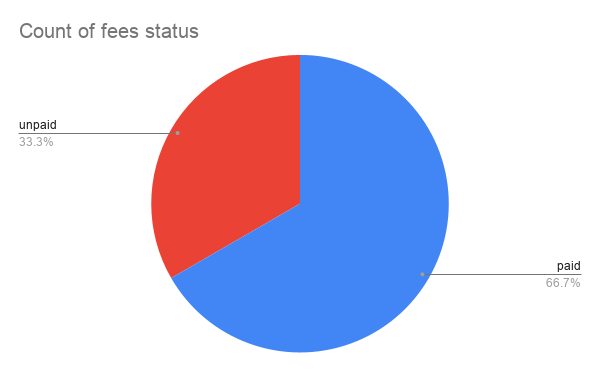 Count of fees status
unpaid
33.3%
paid
66.7%